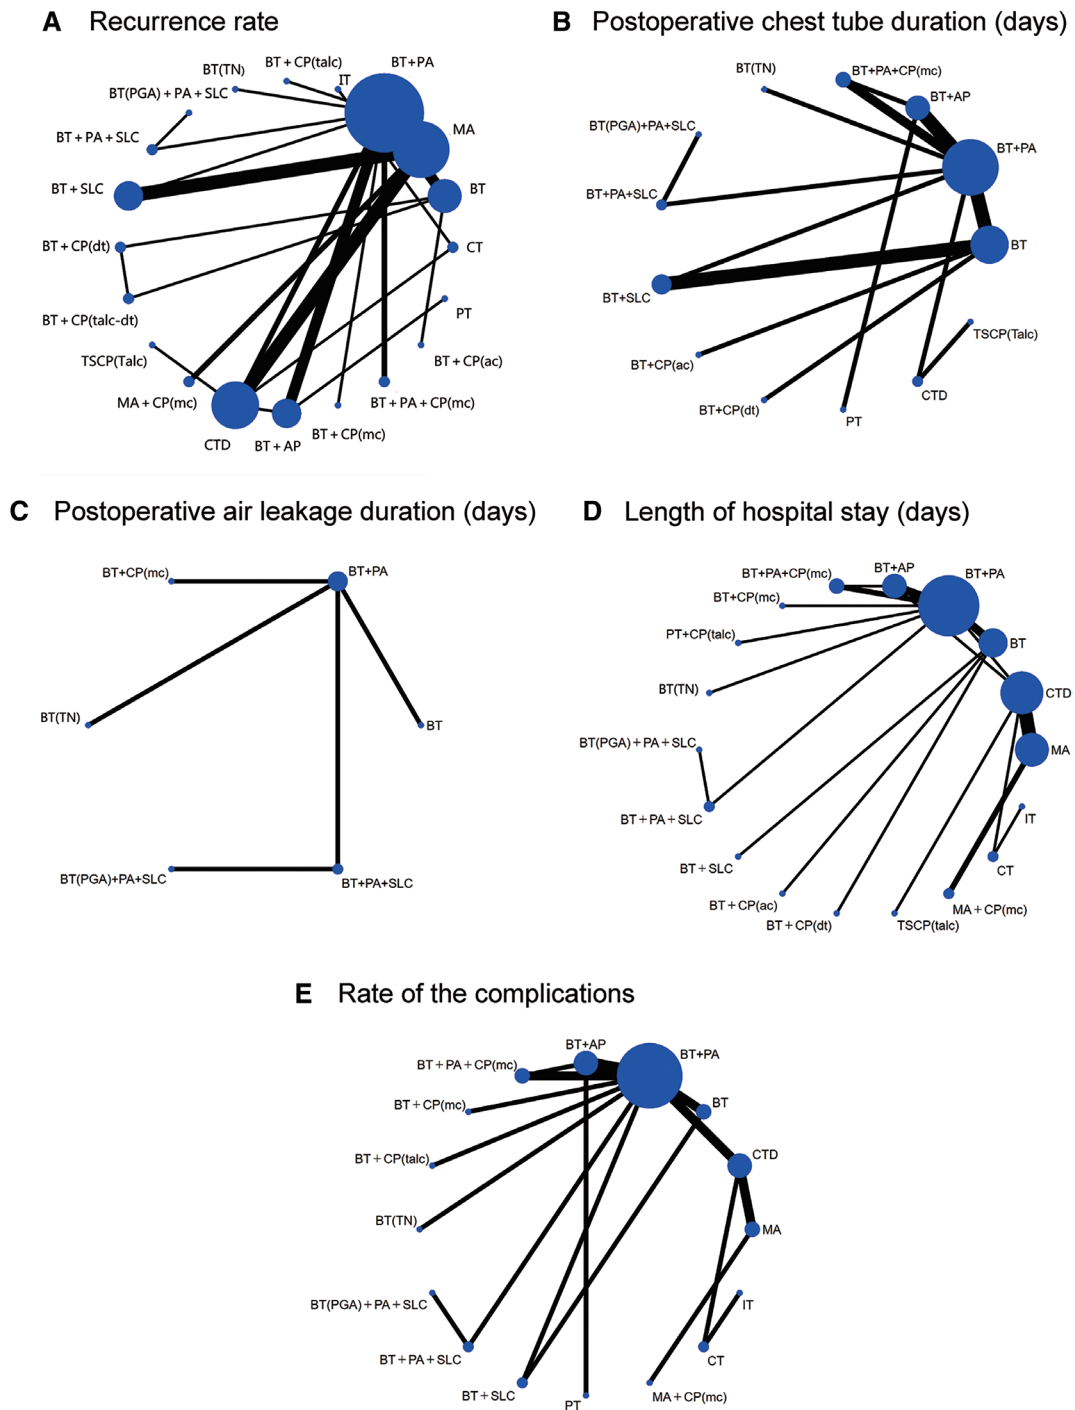 A Recurrence rate
BT+PA
BT + CP(talc)
IT
BT(TN)
BT(PGA) + PA + SLC
MA
BT + PA + SLC
BT + SLC
BT
BT + CP(dt)
CT
PT
BT + CP(talc-dt)
TSCP(Talc)
BT + CP(ac)
MA + CP(mc)
BT + PA + CP(mc)
BT + CP(mc)
CTD
BT + AP
B Postoperative chest tube duration (days)
BT(TN)
BT+PA+CP(mc)
BT+AP
BT(PGA)+PA+SLC
BT+PA
BT+PA+SLC
BT
BT+SLC
TSCP(Talc)
BT+CP(ac)
CTD
BT+CP(dt)
PT
C Postoperative air leakage duration (days)
BT+CP(mc)
BT+PA
BT(TN)
BT
BT(PGA)+PA+SLC
BT+PA+SLC
D Length of hospital stay (days)
BT+PA+CP(mc)
BT+AP
BT+PA
BT+CP(mc)
PT+CP(talc)
BT
BT(TN)
CTD
BT(PGA)+PA+SLC
MA
BT+PA+SLC
IT
BT+SLC
CT
BT+CP(ac)
MA+CP(mc)
BT+CP(dt)
TSCP(talc)
E Rate of the complications
BT+AP
BT+PA
BT+PA+CP(mc)
BT+CP(mc)
BT
BT+CP(talc)
CTD
BT(TN)
MA
BT(PGA)+PA+SLC
IT
BT+PA+SLC
CT
BT+SLC
PT
MA+CP(mc)